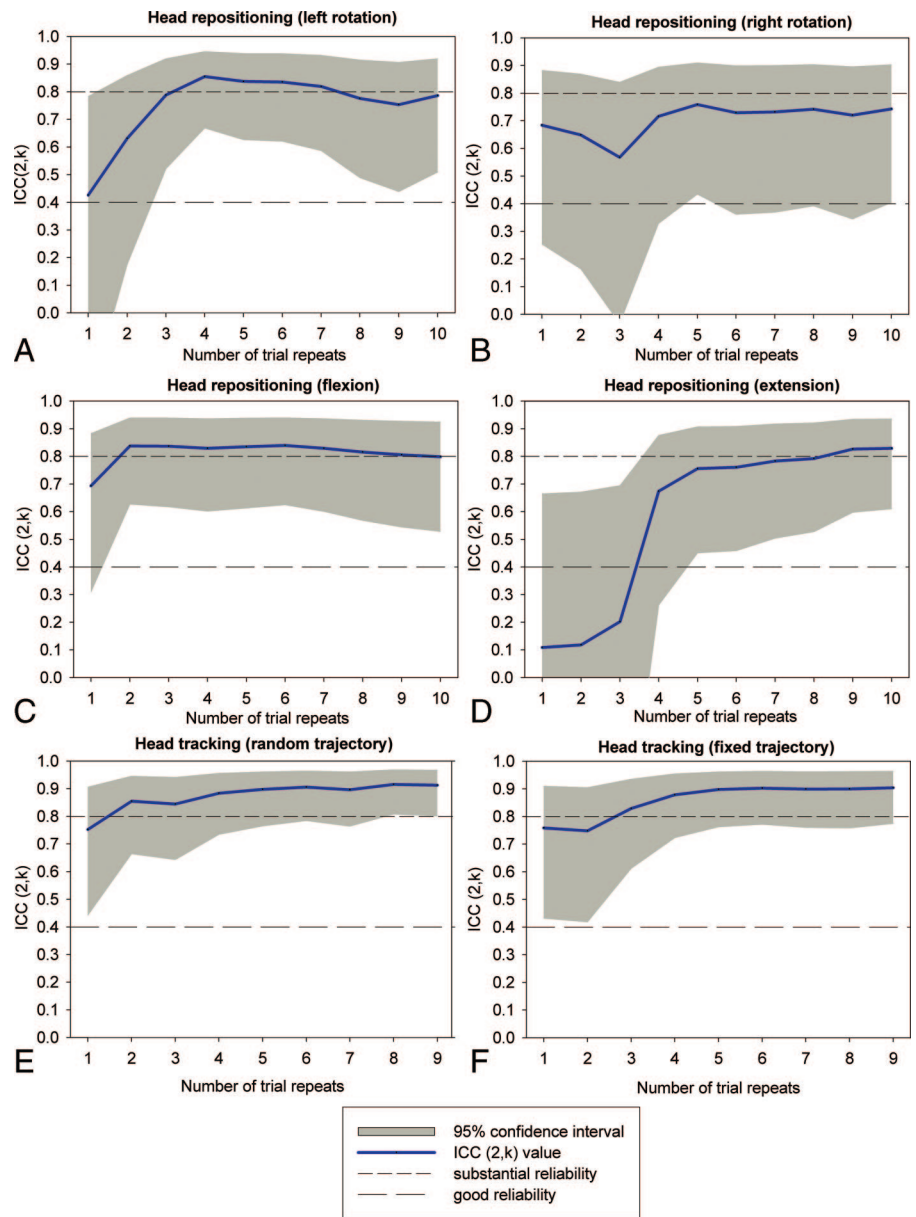 Head repositioning (left rotation)
1.0
0.9
0.8
0.7
0.6
0.5
0.4
0.3
0.2
0.1
0.0
ICC(2,k)
1 2 3 4 5 6 7 8 9 10
Number of trial repeats
A
Head repositioning (right rotation)
1.0
0.9
0.8
0.7
0.6
0.5
0.4
0.3
0.2
0.1
0.0
ICC (2,k)
1 2 3 4 5 6 7 8 9 10
Number of trial repeats
B
Head repositioning (flexion)
1.0
0.9
0.8
0.7
0.6
0.5
0.4
0.3
0.2
0.1
0.0
ICC (2,k)
1 2 3 4 5 6 7 8 9 10
Number of trial repeats
C
Head repositioning (extension)
1.0
0.9
0.8
0.7
0.6
0.5
0.4
0.3
0.2
0.1
0.0
ICC (2,k)
1 2 3 4 5 6 7 8 9 10
Number of trial repeats
D
Head tracking (random trajectory)
1.0
0.9
0.8
0.7
0.6
0.5
0.4
0.3
0.2
0.1
0.0
ICC (2,k)
1 2 3 4 5 6 7 8 9
Number of trial repeats
E
Head tracking (fixed trajectory)
1.0
0.9
0.8
0.7
0.6
0.5
0.4
0.3
0.2
0.1
0.0
ICC (2,k)
1 2 3 4 5 6 7 8 9
Number of trial repeats
F
95% confidence interval
ICC (2,k) value
substantial reliability
good reliability